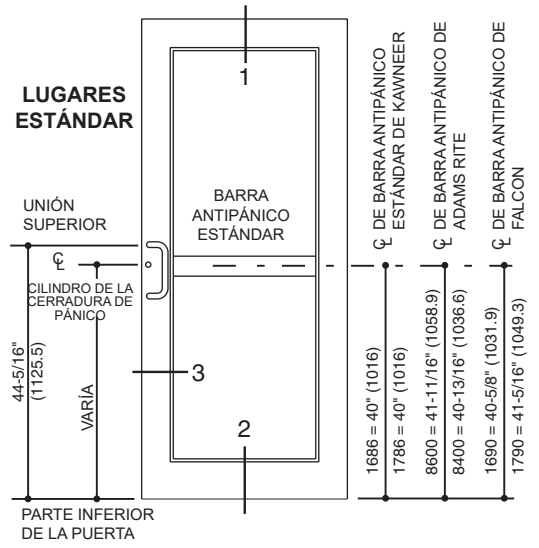 LUGARES
ESTÁNDAR
UNIÓN
SUPERIOR
℄
CILINDRO DE LA
CERRADURA DE
PÁNICO
44-5/16"
(1125.5)
VARÍA
PARTE INFERIOR
DE LA PUERTA
1
BARRA
ANTIPÁNICO
ESTÁNDAR
3
2
℄ DE BARRA ANTIPÁNICO
ESTÁNDAR DE KAWNEER
1686 = 40" (1016)
1786 = 40" (1016)
℄ DE BARRA ANTIPÁNICO DE
ADAMS RITE
8600 = 41-11/16" (1058.9)
8400 = 40-13/16" (1036.6)
℄ DE BARRA ANTIPÁNICO DE
FALCON
1690 = 40-5/8" (1031.9)
1790 = 41-5/16" (1049.3)